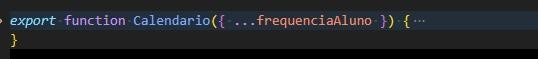 export function Calendario({ ...frequenciaAluno }) {⋯
}